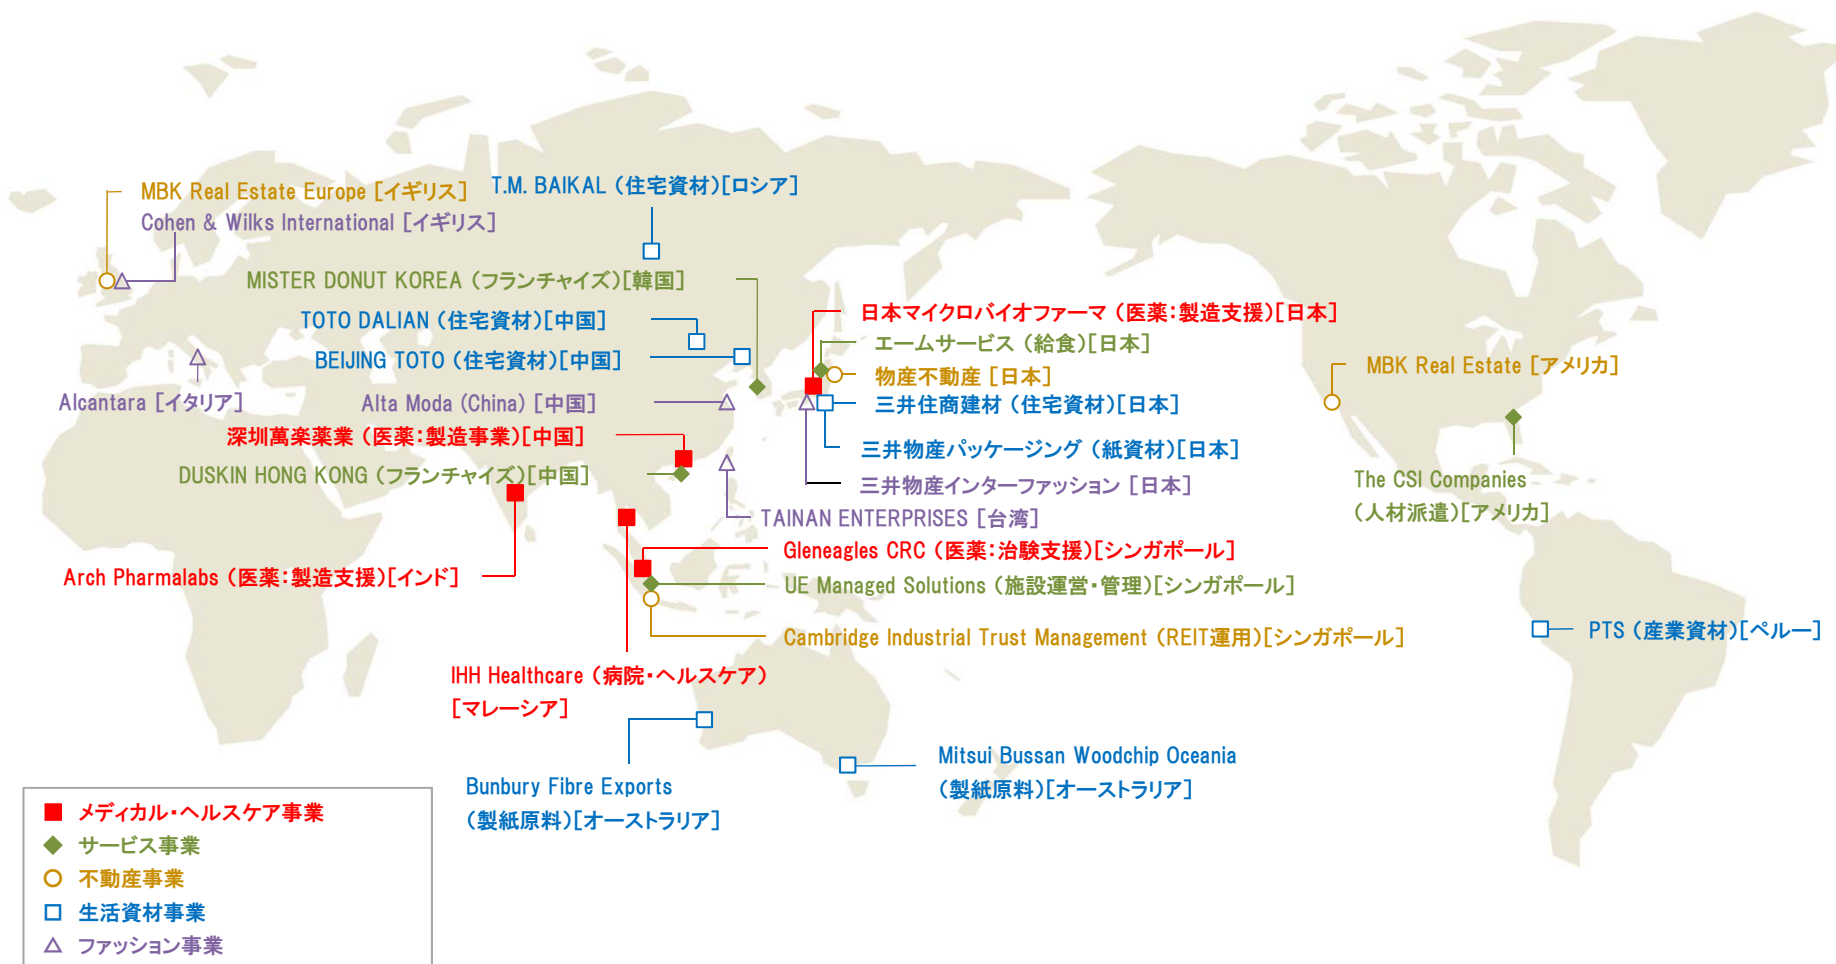 MBK Real Estate Europe [イギリス]
Cohen & Wilks International [イギリス]
T.M. BAIKAL (住宅資材)[ロシア]
MISTER DONUT KOREA (フランチャイズ)[韓国]
TOTO DALIAN (住宅資材)[中国]
BEIJING TOTO (住宅資材)[中国]
Alcantara [イタリア]
Alta Moda (China) [中国]
深圳萬楽薬業 (医薬:製造事業)[中国]
DUSKIN HONG KONG (フランチャイズ)[中国]
Arch Pharmalabs (医薬:製造支援)[インド]
日本マイクロバイオファーマ (医薬:製造支援)[日本]
エームサービス (給食)[日本]
物産不動産 [日本]
三井住商建材 (住宅資材)[日本]
三井物産パッケージング (紙資材)[日本]
三井物産インターファッション [日本]
TAINAN ENTERPRISES [台湾]
Gleneagles CRC (医薬:治験支援)[シンガポール]
UE Managed Solutions (施設運営・管理)[シンガポール]
Cambridge Industrial Trust Management (REIT運用)[シンガポール]
MBK Real Estate [アメリカ]
The CSI Companies
(人材派遣)[アメリカ]
PTS (産業資材)[ペルー]
IHH Healthcare (病院・ヘルスケア)
[マレーシア]
Bunbury Fibre Exports
(製紙原料)[オーストラリア]
Mitsui Bussan Woodchip Oceania
(製紙原料)[オーストラリア]
メディカル・ヘルスケア事業
サービス事業
不動産事業
生活資材事業
ファッション事業